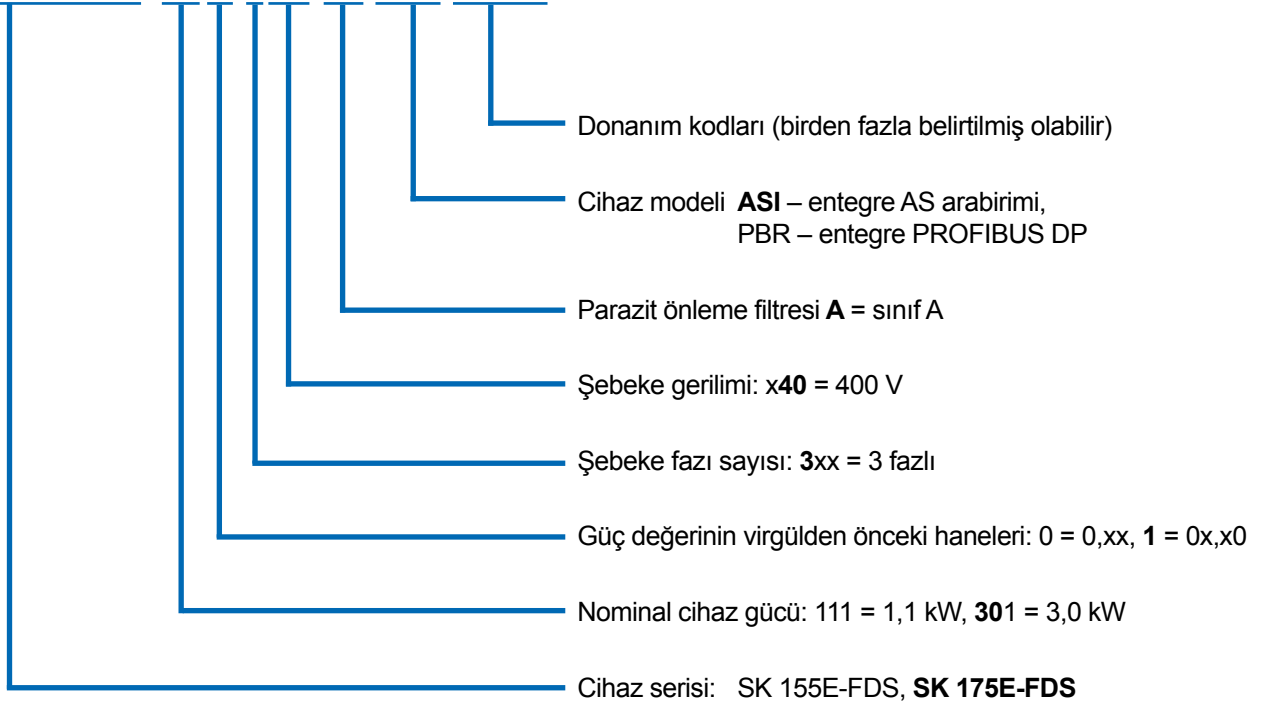 Donanım kodları (birden fazla belirtilmiş olabilir)
Cihaz modeli ASI – entegre AS arabirimi,
PBR – entegre PROFIBUS DP
Parazit önleme filtresi A = sınıf A
Şebeke gerilimi: x40 = 400 V
Şebeke fazı sayısı: 3xx = 3 fazlı
Güç değerinin virgülden önceki haneleri: 0 = 0,xx, 1 = 0x,x0
Nominal cihaz gücü: 111 = 1,1 kW, 301 = 3,0 kW
Cihaz serisi: SK 155E-FDS, SK 175E-FDS